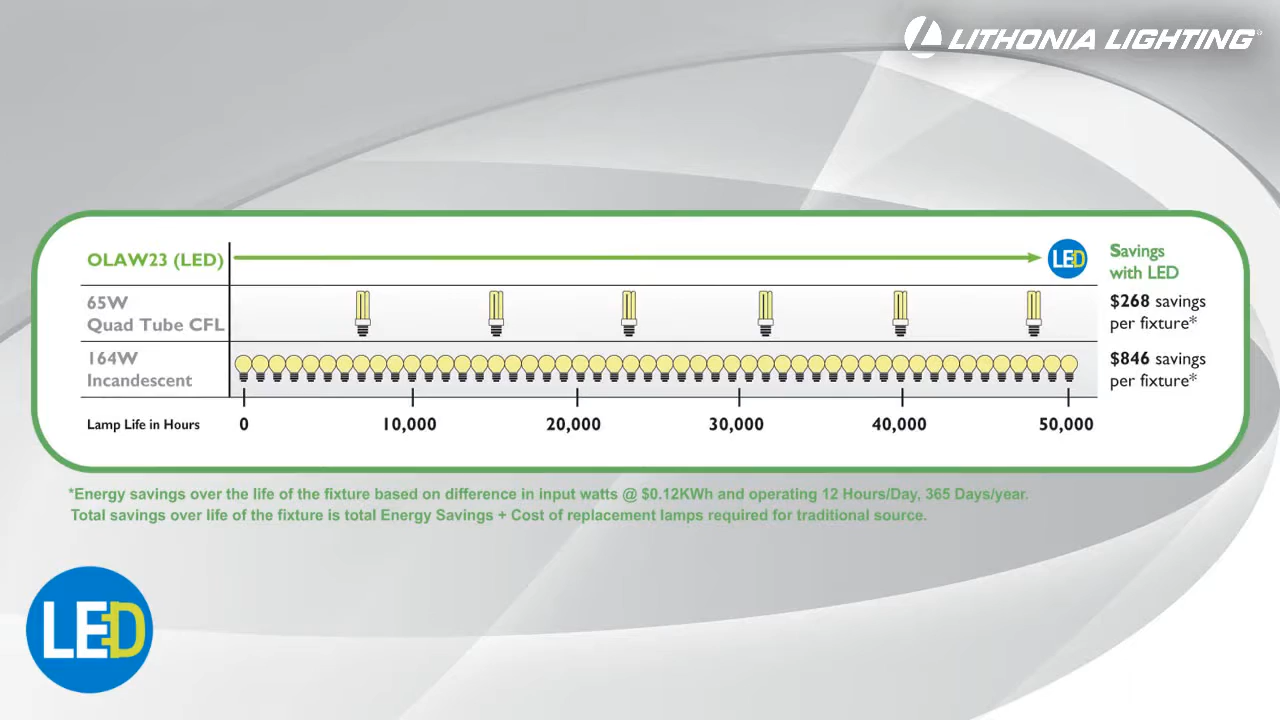 LITHONIA LIGHTING®
OLAW23 (LED)
LED
Savings
with LED
65W
Quad Tube CFL
$268 savings
per fixture*
164W
Incandescent
$846 savings
per fixture*
Lamp Life in Hours 0 10,000 20,000 30,000 40,000 50,000
*Energy savings over the life of the fixture based on difference in input watts @ $0.12KWh and operating 12 Hours/Day, 365 Days/year.
Total savings over life of the fixture is total Energy Savings + Cost of replacement lamps required for traditional source.
LED